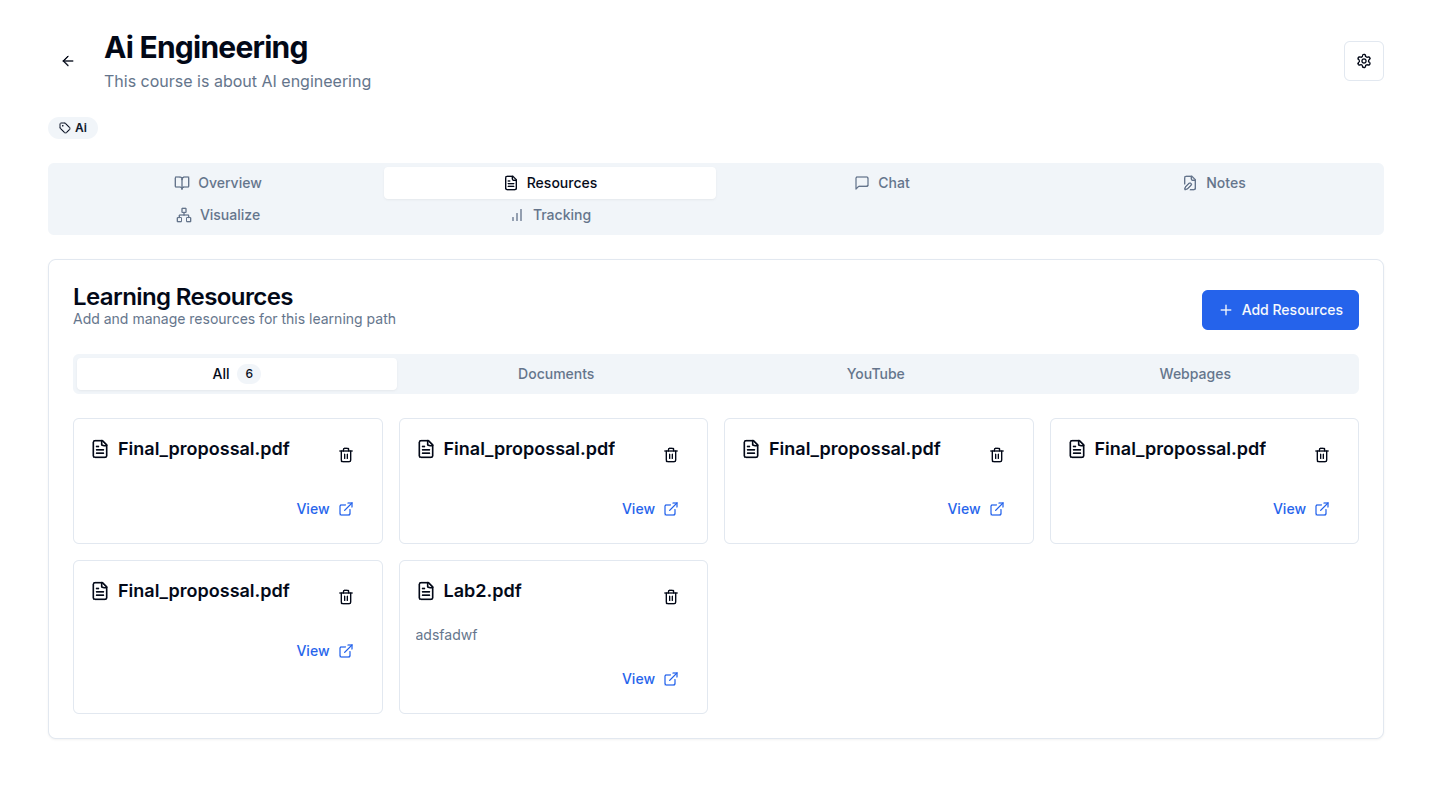 Ai Engineering
This course is about AI engineering
Ai
Overview
Resources
Chat
Notes
Visualize
Tracking
Learning Resources
Add and manage resources for this learning path
Add Resources
All 6
Documents
YouTube
Webpages
Final_propossal.pdf
View
Final_propossal.pdf
View
Final_propossal.pdf
View
Final_propossal.pdf
View
Final_propossal.pdf
View
Lab2.pdf
adsfadwf
View